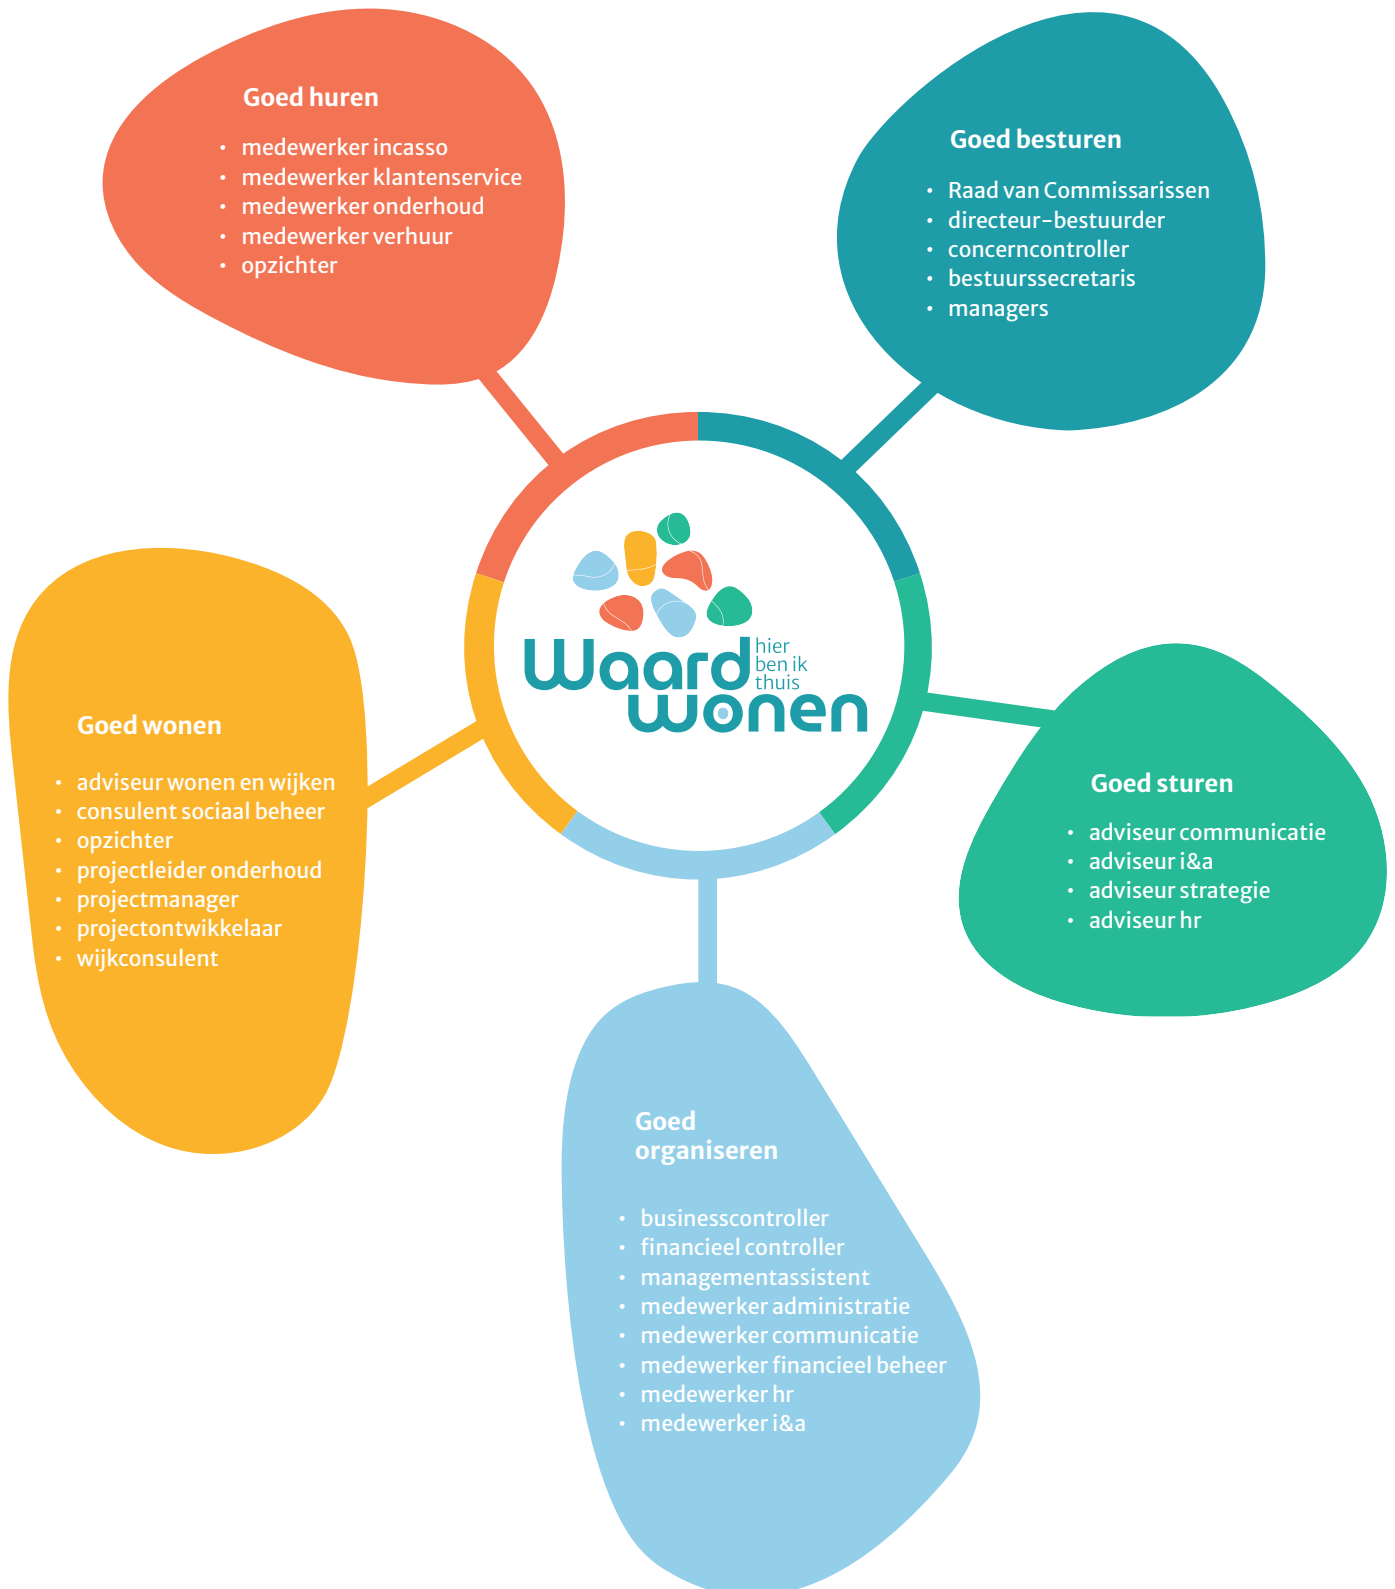 Goed huren
• medewerker incasso
• medewerker klantenservice
• medewerker onderhoud
• medewerker verhuur
• opzichter
Goed besturen
• Raad van Commissarissen
• directeur-bestuurder
• concerncontroller
• bestuurssecretaris
• managers
Waard
hier
ben ik
thuis
wonen
Goed wonen
• adviseur wonen en wijken
• consulent sociaal beheer
• opzichter
• projectleider onderhoud
• projectmanager
• projectontwikkelaar
• wijkconsulent
Goed sturen
• adviseur communicatie
• adviseur i&a
• adviseur strategie
• adviseur hr
Goed
organiseren
• businesscontroller
• financieel controller
• managementassistent
• medewerker administratie
• medewerker communicatie
• medewerker financieel beheer
• medewerker hr
• medewerker i&a